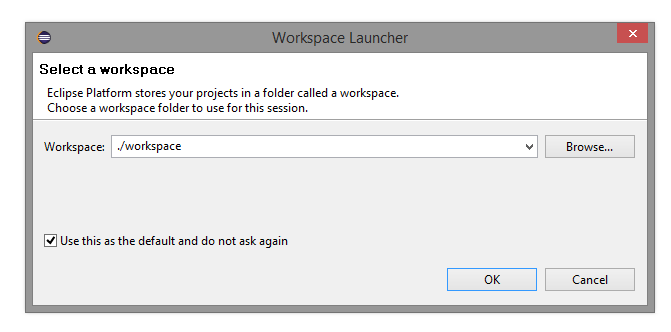 Workspace Launcher
Select a workspace
Eclipse Platform stores your projects in a folder called a workspace.
Choose a workspace folder to use for this session.
Workspace: ./workspace Browse...
Use this as the default and do not ask again
OK Cancel